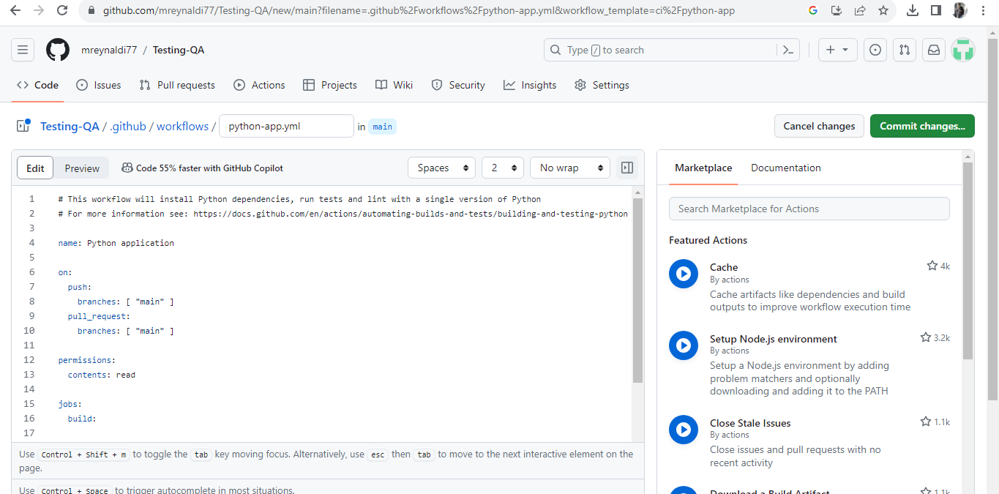 github.com/mreynaldi77/Testing-QA/new/main?filename=.github%2Fworkflows%2Fpython-app.yml&workflow_template=ci%2Fpython-app
mreynaldi77 / Testing-QA
Type / to search
Code Issues Pull requests Actions Projects Wiki Security Insights Settings
Testing-QA / .github / workflows / python-app.yml in main
Cancel changes Commit changes...
Edit Preview Code 55% faster with GitHub Copilot Spaces 2 No wrap
1 # This workflow will install Python dependencies, run tests and lint with a single version of Python
2 # For more information see: https://docs.github.com/en/actions/automating-builds-and-tests/building-and-testing-python
3
4 name: Python application
5
6 on:
7 push:
8 branches: [ "main" ]
9 pull_request:
10 branches: [ "main" ]
11
12 permissions:
13 contents: read
14
15 jobs:
16 build:
17
Use Control + Shift + m to toggle the tab key moving focus. Alternatively, use esc then tab to move to the next interactive element on the
page.
Use Control + Space to trigger autocomplete in most situations.
Marketplace Documentation
Search Marketplace for Actions
Featured Actions
Cache 4k
By actions
Cache artifacts like dependencies and build
outputs to improve workflow execution time
Setup Node.js environment 3.2k
By actions
Setup a Node.js environment by adding
problem matchers and optionally
downloading and adding it to the PATH
Close Stale Issues 1.1k
By actions
Close issues and pull requests with no
recent activity
Download a Build Artifact 1.1k